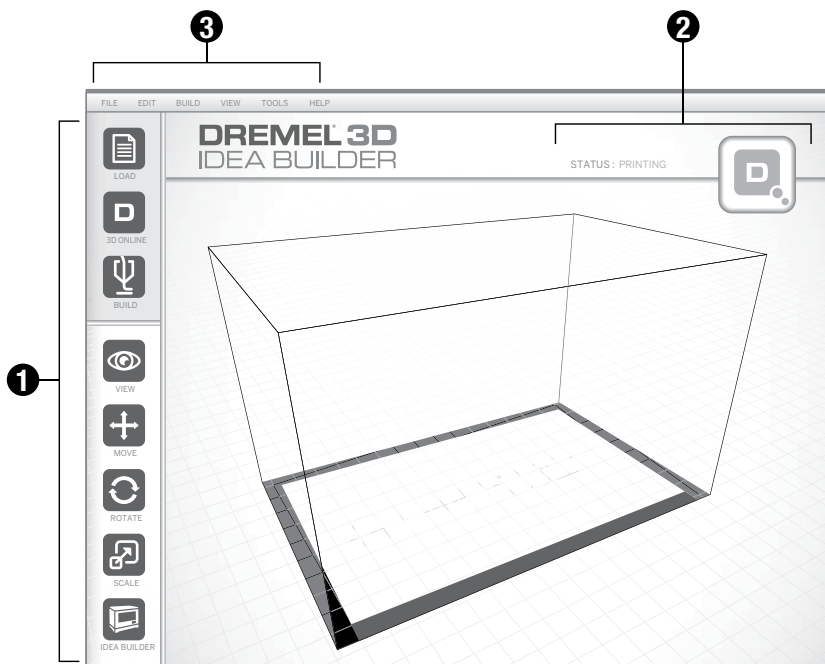 3
2
FILE EDIT BUILD VIEW TOOLS HELP
DREMEL 3D
IDEA BUILDER
STATUS : PRINTING
D
LOAD
D
3D ONLINE
BUILD
1
VIEW
MOVE
ROTATE
SCALE
IDEA BUILDER